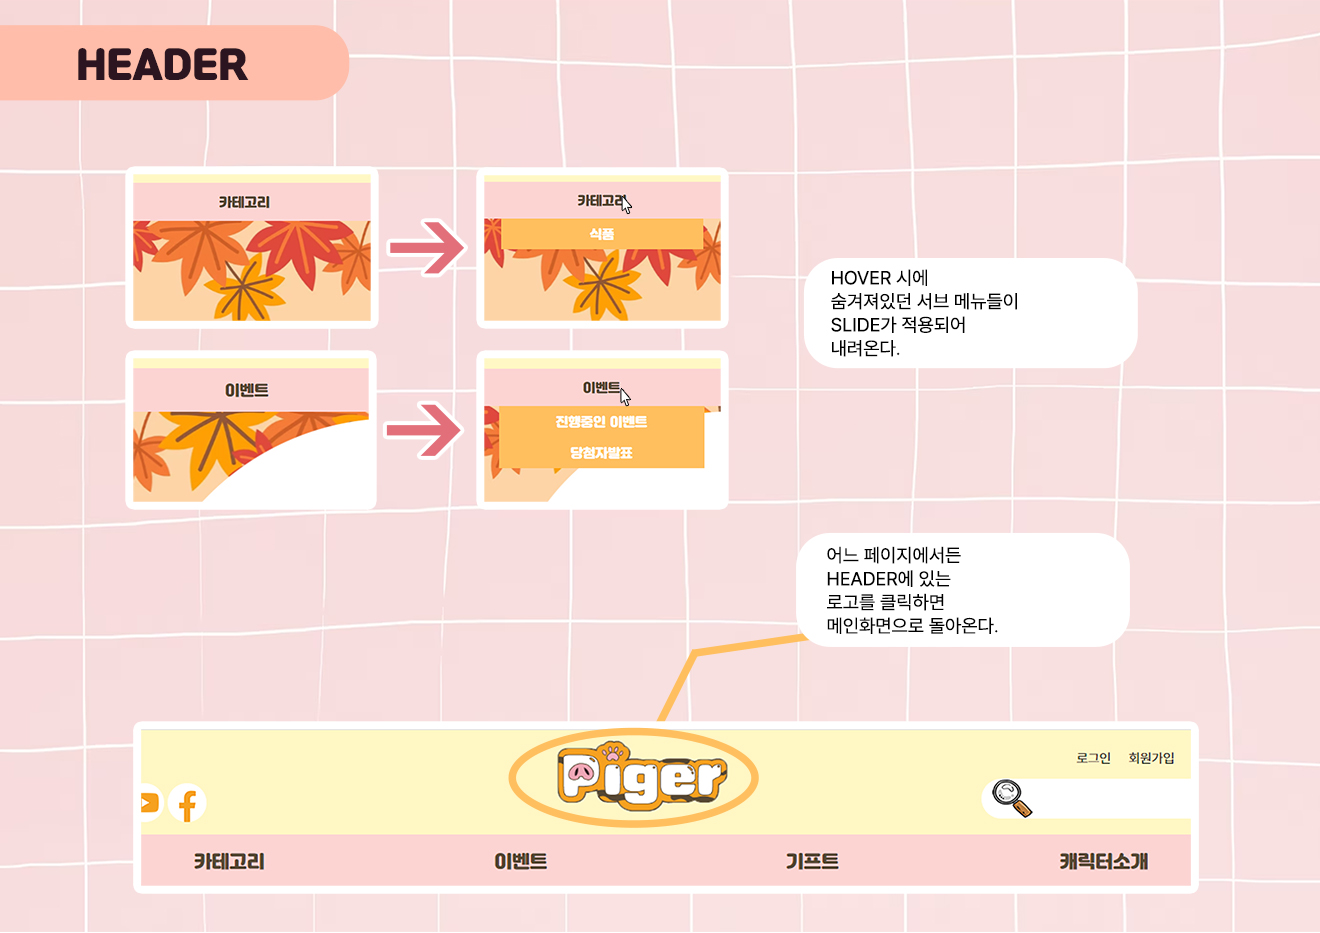 HEADER
카테고리
카테고리
식품
HOVER 시에
숨겨져있던 서브 메뉴들이
SLIDE가 적용되어
내려온다.
이벤트
이벤트
진행중인 이벤트
당첨자발표
어느 페이지에서든
HEADER에 있는
로고를 클릭하면
메인화면으로 돌아온다.
Piger
로그인 회원가입
카테고리 이벤트 기프트 캐릭터소개